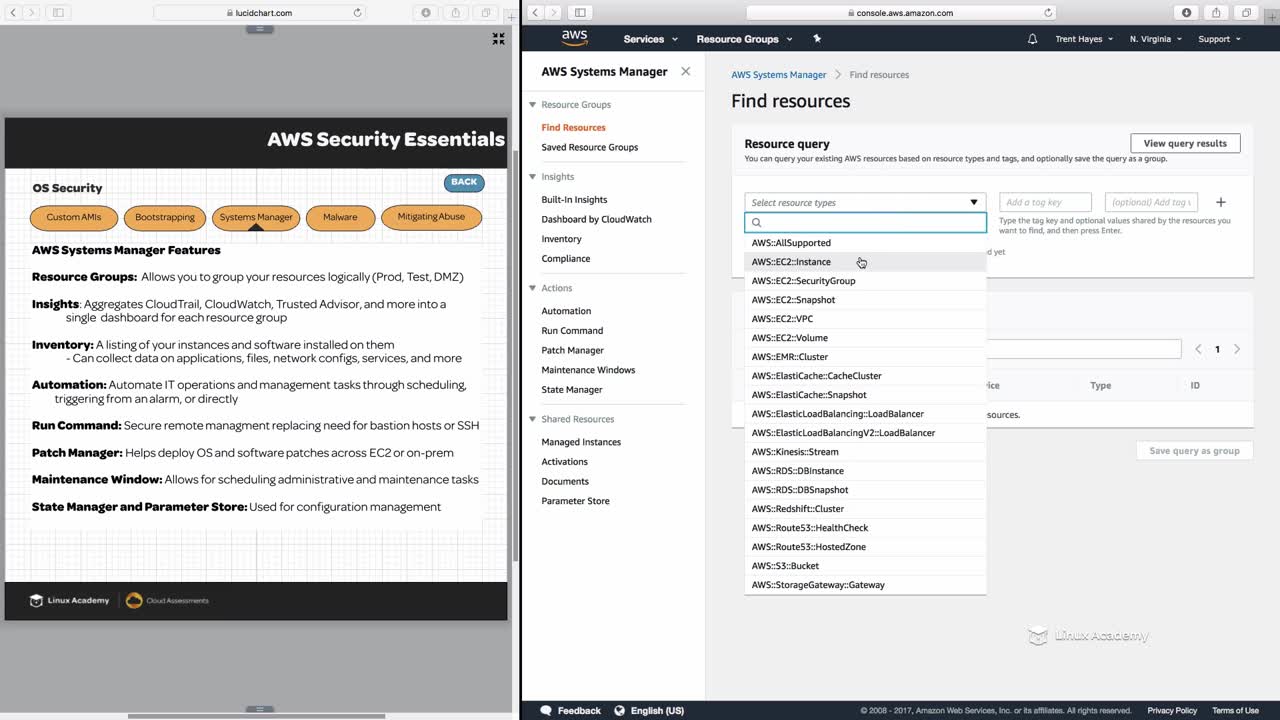 lucidchart.com
AWS Security Essentials
OS Security
BACK
Custom AMIs
Bootstrapping
Systems Manager
Malware
Mitigating Abuse
AWS Systems Manager Features
Resource Groups: Allows you to group your resources logically (Prod, Test, DMZ)
Insights: Aggregates CloudTrail, CloudWatch, Trusted Advisor, and more into a
single dashboard for each resource group
Inventory: A listing of your instances and software installed on them
- Can collect data on applications, files, network configs, services, and more
Automation: Automate IT operations and management tasks through scheduling,
triggering from an alarm, or directly
Run Command: Secure remote managment replacing need for bastion hosts or SSH
Patch Manager: Helps deploy OS and software patches across EC2 or on-prem
Maintenance Window: Allows for scheduling administrative and maintenance tasks
State Manager and Parameter Store: Used for configuration management
Linux Academy
Cloud Assessments
console.aws.amazon.com
aws
Services
Resource Groups
Trent Hayes
N. Virginia
Support
AWS Systems Manager
Resource Groups
Find Resources
Saved Resource Groups
Insights
Built-In Insights
Dashboard by CloudWatch
Inventory
Compliance
Actions
Automation
Run Command
Patch Manager
Maintenance Windows
State Manager
Shared Resources
Managed Instances
Activations
Documents
Parameter Store
AWS Systems Manager > Find resources
Find resources
Resource query
View query results
You can query your existing AWS resources based on resource types and tags, and optionally save the query as a group.
Select resource types
Add a tag key
(optional) Add tag v
+
Type the tag key and optional values shared by the resources you
want to find, and then press Enter.
d yet
AWS::AllSupported
AWS::EC2::Instance
AWS::EC2::SecurityGroup
AWS::EC2::Snapshot
AWS::EC2::VPC
AWS::EC2::Volume
AWS::EMR::Cluster
AWS::ElastiCache::CacheCluster
AWS::ElastiCache::Snapshot
AWS::ElasticLoadBalancing::LoadBalancer
AWS::ElasticLoadBalancingV2::LoadBalancer
AWS::Kinesis::Stream
AWS::RDS::DBInstance
AWS::RDS::DBSnapshot
AWS::Redshift::Cluster
AWS::Route53::HealthCheck
AWS::Route53::HostedZone
AWS::S3::Bucket
AWS::StorageGateway::Gateway
1
vice
Type
ID
sources.
Save query as group
Linux Academy
Feedback
English (US)
© 2008 - 2017, Amazon Web Services, Inc. or its affiliates. All rights reserved.
Privacy Policy
Terms of Use